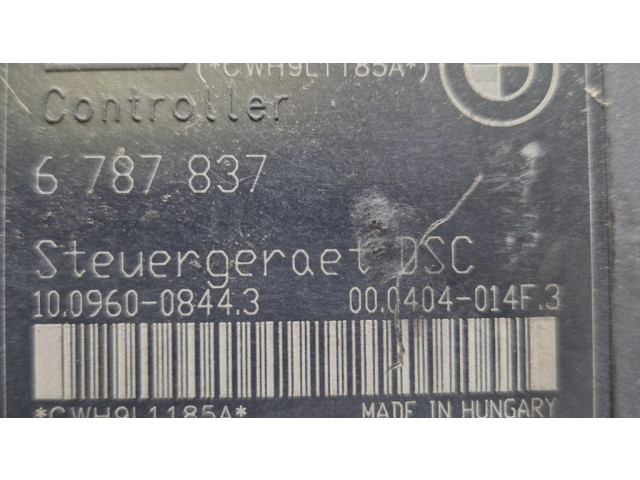 (*CWH9L1185A*)
Controller
6 787 837
Steuergeraet DSC
10.0960-0844.3 00.0404-014F.3
*CWH9L1185A* MADE IN HUNGARY